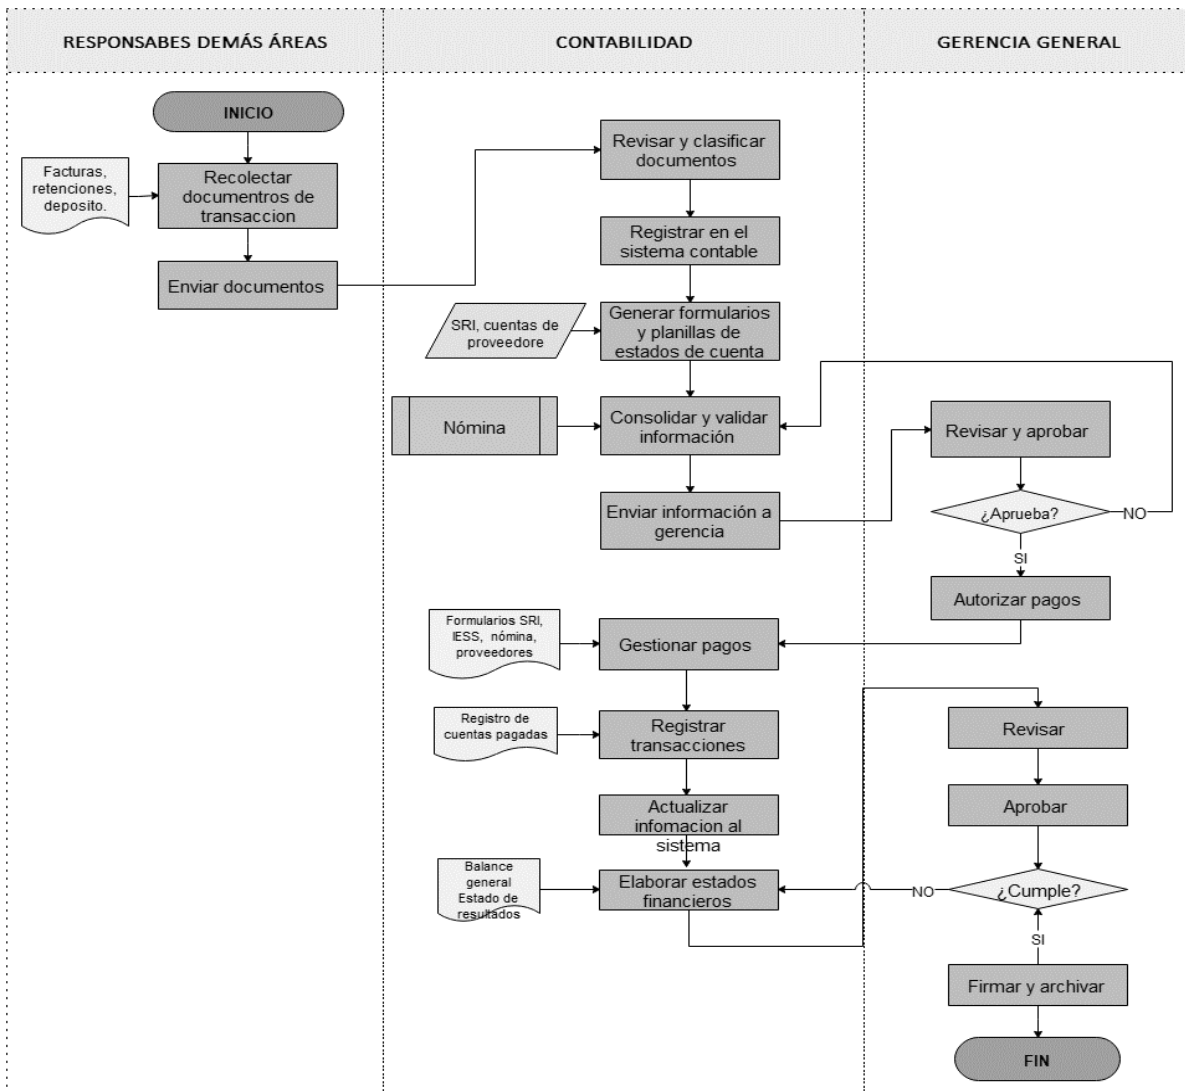 RESPONSABES DEMÁS ÁREAS
CONTABILIDAD
GERENCIA GENERAL
INICIO
Facturas,
retenciones,
deposito.
Recolectar
documentros de
transaccion
Enviar documentos
Revisar y clasificar
documentos
Registrar en el
sistema contable
SRI, cuentas de
proveedore
Generar formularios
y planillas de
estados de cuenta
Nómina
Consolidar y validar
información
Enviar información a
gerencia
Revisar y aprobar
¿Aprueba?
NO
SI
Autorizar pagos
Formularios SRI,
IESS, nómina,
proveedores
Gestionar pagos
Registro de
cuentas pagadas
Registrar
transacciones
Actualizar
infomacion al
sistema
Balance
general
Estado de
resultados
Elaborar estados
financieros
Revisar
Aprobar
¿Cumple?
NO
SI
Firmar y archivar
FIN